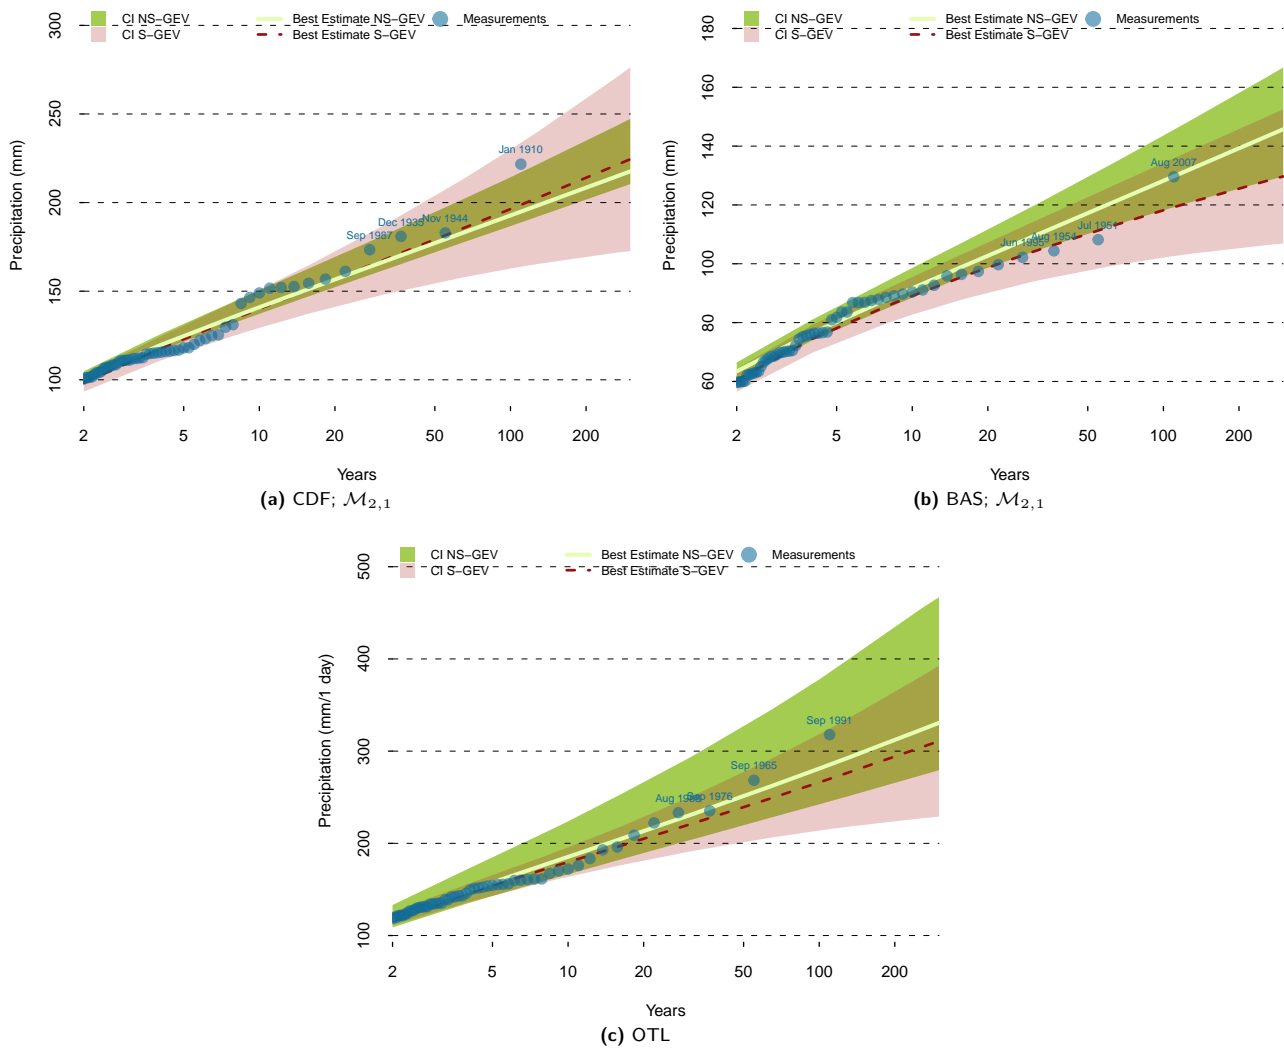 CI NS−GEV Best Estimate NS−GEV Measurements
CI S−GEV Best Estimate S−GEV
Precipitation (mm)
300
250
200
150
100
Jan 1910
Dec 1935
Nov 1944
Sep 1987
2 5 10 20 50 100 200
Years
(a) CDF; M2,1
CI NS−GEV Best Estimate NS−GEV Measurements
CI S−GEV Best Estimate S−GEV
Precipitation (mm)
180
160
140
120
100
80
60
Aug 2007
Jul 1951
Aug 1954
Jun 1995
2 5 10 20 50 100 200
Years
(b) BAS; M2,1
CI NS−GEV Best Estimate NS−GEV Measurements
CI S−GEV Best Estimate S−GEV
Precipitation (mm/1 day)
500
400
300
200
100
Sep 1991
Sep 1965
Sep 1976
Aug
2 5 10 20 50 100 200
Years
(c) OTL